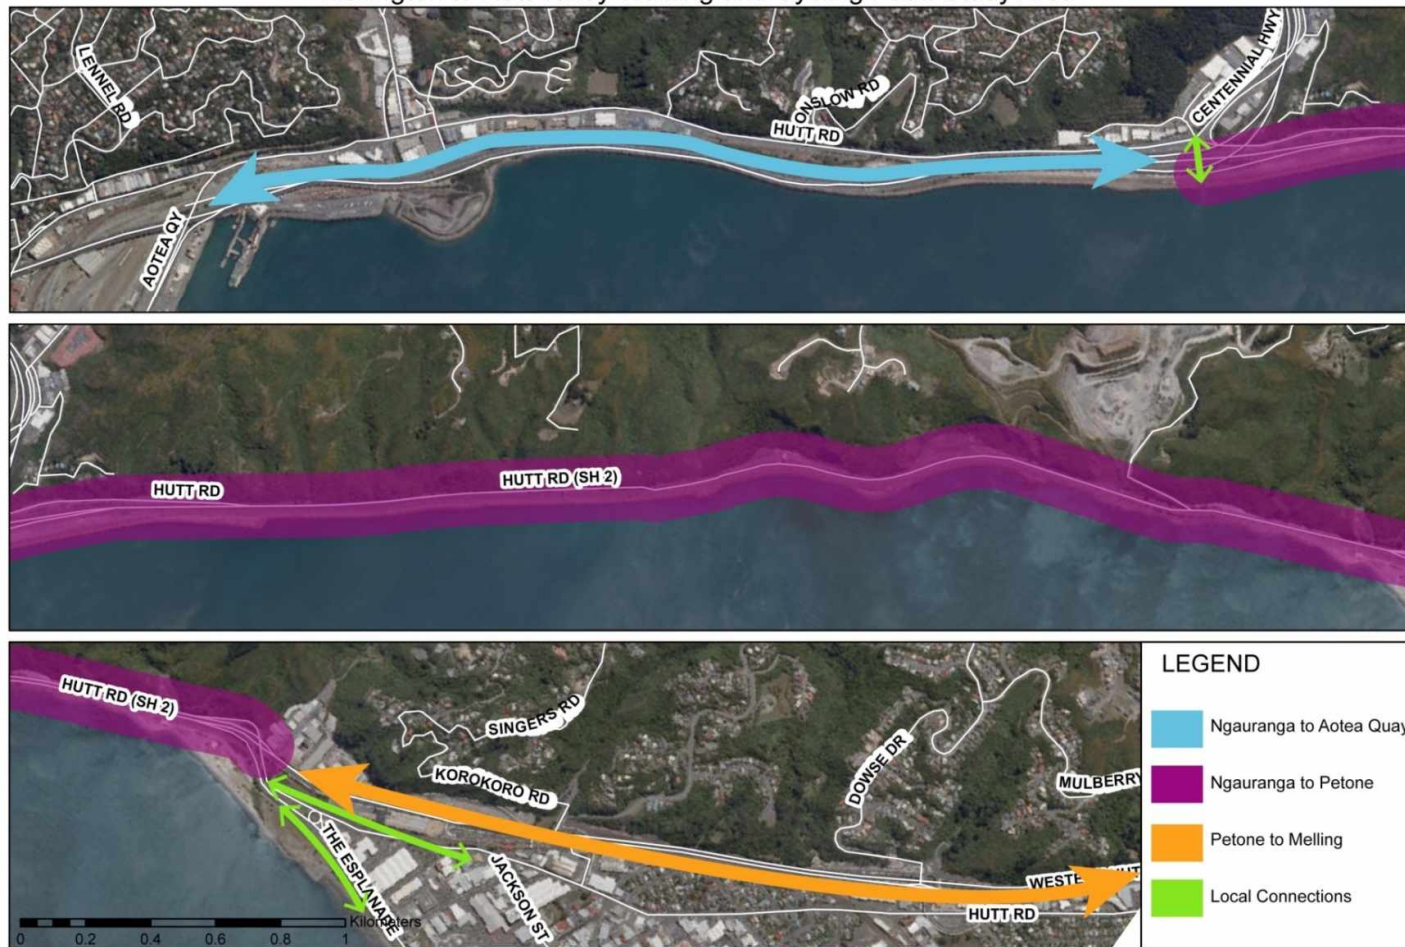 LENNEL RD
ONSLOW RD
HUTT RD
CENTENNIAL HWY
AOTEA QY
HUTT RD
HUTT RD (SH 2)
HUTT RD (SH 2)
SINGERS RD
KOROKORO RD
DOWSE DR
MULBERRY
THE ESPLANADE
JACKSON ST
HUTT RD
Kilometers
0 0.2 0.4 0.6 0.8 1
LEGEND
Ngauranga to Aotea Quay
Ngauranga to Petone
Petone to Melling
Local Connections